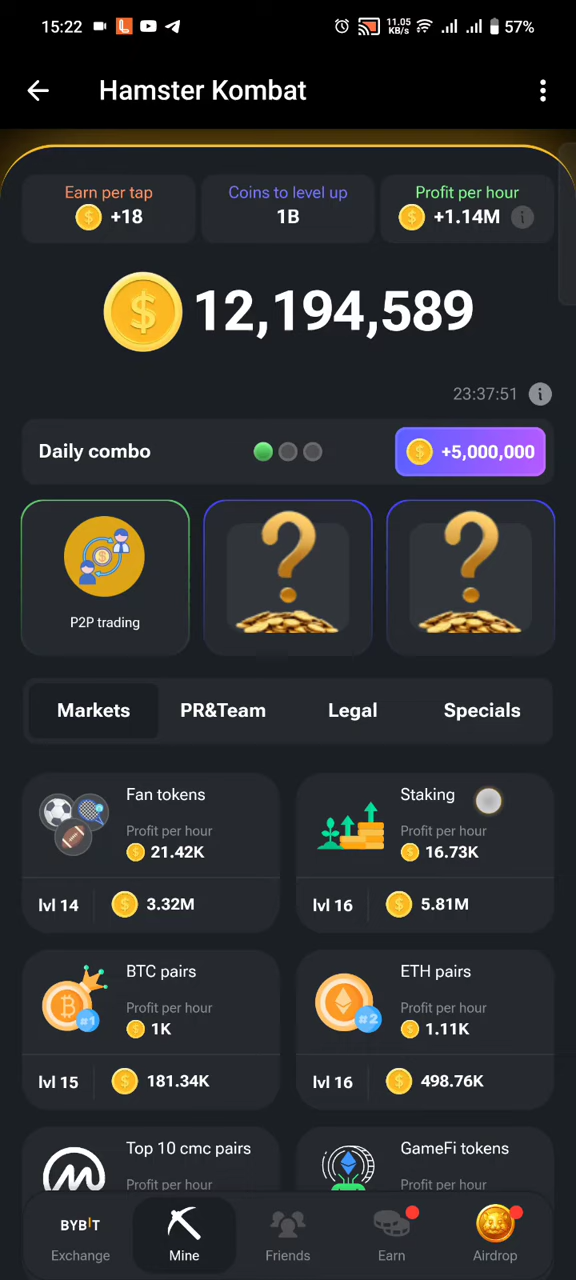 15:22
11.05 KB/s
57%
Hamster Kombat
Earn per tap
+18
Coins to level up
1B
Profit per hour
+1.14M
12,194,589
23:37:51
Daily combo
+5,000,000
P2P trading
Markets
PR&Team
Legal
Specials
Fan tokens
Profit per hour
21.42K
lvl 14
3.32M
Staking
Profit per hour
16.73K
lvl 16
5.81M
BTC pairs
#1
Profit per hour
1K
lvl 15
181.34K
ETH pairs
#2
Profit per hour
1.11K
lvl 16
498.76K
Top 10 cmc pairs
Profit per hour
GameFi tokens
Profit per hour
BYBIT
Exchange
Mine
Friends
Earn
Airdrop